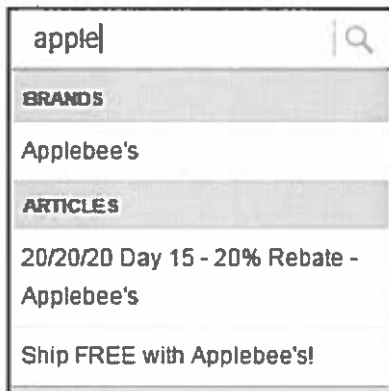 apple
BRANDS
Applebee's
ARTICLES
20/20/20 Day 15 - 20% Rebate -
Applebee's
Ship FREE with Applebee's!